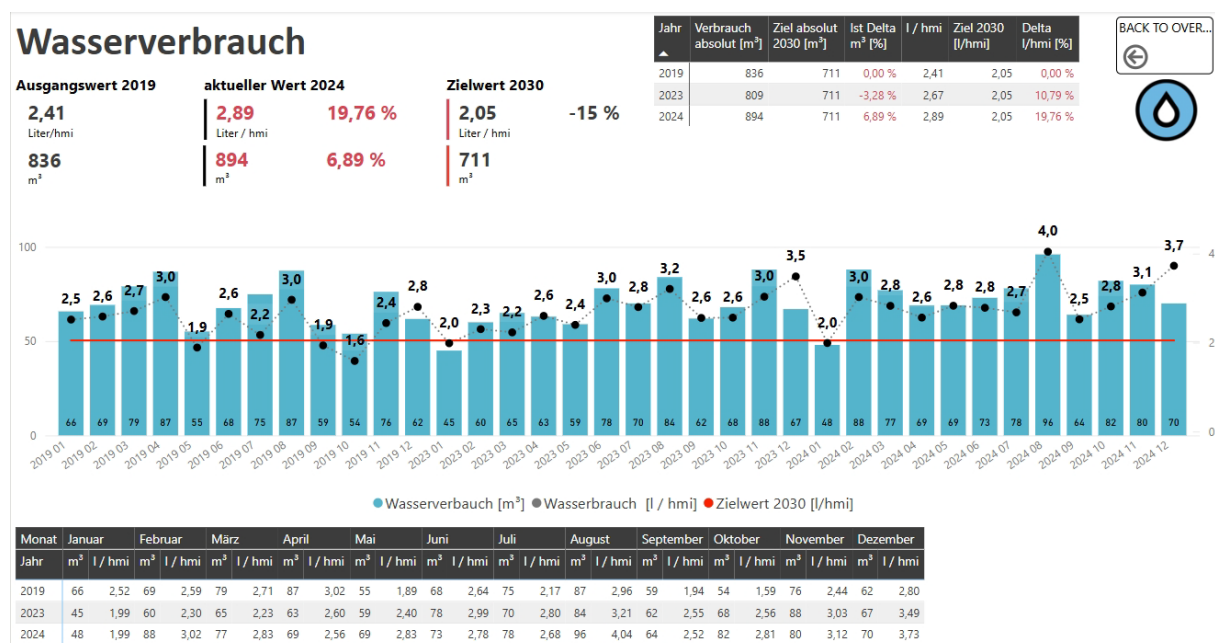 Wasserverbrauch
Ausgangswert 2019
2,41
Liter/hmi
836
m³
aktueller Wert 2024
2,89 19,76 %
Liter / hmi
894 6,89 %
m³
Zielwert 2030
2,05 -15 %
Liter / hmi
711
m³
Jahr Verbrauch absolut [m³] Ziel absolut 2030 [m³] Ist Delta m³ [%] l / hmi Ziel 2030 [l/hmi] Delta l/hmi [%]
2019 836 711 0,00 % 2,41 2,05 0,00 %
2023 809 711 -3,28 % 2,67 2,05 10,79 %
2024 894 711 6,89 % 2,89 2,05 19,76 %
BACK TO OVER...
100
50
0
4
2
0
2,5 2,6 2,7 3,0 1,9 2,6 2,2 3,0 1,9 1,6 2,4 2,8 2,0 2,3 2,2 2,6 2,4 3,0 2,8 3,2 2,6 2,6 3,0 3,5 2,0 3,0 2,8 2,6 2,8 2,8 2,7 4,0 2,5 2,8 3,1 3,7
66 69 79 87 55 68 75 87 59 54 76 62 45 60 65 63 59 78 70 84 62 68 88 67 48 88 77 69 69 73 78 96 64 82 80 70
2019 01 2019 02 2019 03 2019 04 2019 05 2019 06 2019 07 2019 08 2019 09 2019 10 2019 11 2019 12 2023 01 2023 02 2023 03 2023 04 2023 05 2023 06 2023 07 2023 08 2023 09 2023 10 2023 11 2023 12 2024 01 2024 02 2024 03 2024 04 2024 05 2024 06 2024 07 2024 08 2024 09 2024 10 2024 11 2024 12
Wasserverbauch [m³] Wasserbrauch [l / hmi] Zielwert 2030 [l/hmi]
Monat Januar Februar März April Mai Juni Juli August September Oktober November Dezember
Jahr m³ l / hmi m³ l / hmi m³ l / hmi m³ l / hmi m³ l / hmi m³ l / hmi m³ l / hmi m³ l / hmi m³ l / hmi m³ l / hmi m³ l / hmi m³ l / hmi
2019 66 2,52 69 2,59 79 2,71 87 3,02 55 1,89 68 2,64 75 2,17 87 2,96 59 1,94 54 1,59 76 2,44 62 2,80
2023 45 1,99 60 2,30 65 2,23 63 2,60 59 2,40 78 2,99 70 2,80 84 3,21 62 2,55 68 2,56 88 3,03 67 3,49
2024 48 1,99 88 3,02 77 2,83 69 2,56 69 2,83 73 2,78 78 2,68 96 4,04 64 2,52 82 2,81 80 3,12 70 3,73